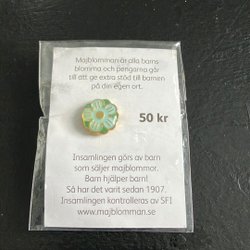 Majblomman är alla barns
blomma och pengarna går
till att ge extra stöd till barnen
på din egen ort.
50 kr
Insamlingen görs av barn
som säljer majblommor.
Barn hjälper barn!
Så har det varit sedan 1907.
Insamlingen kontrolleras av SFI
www.majblomman.se